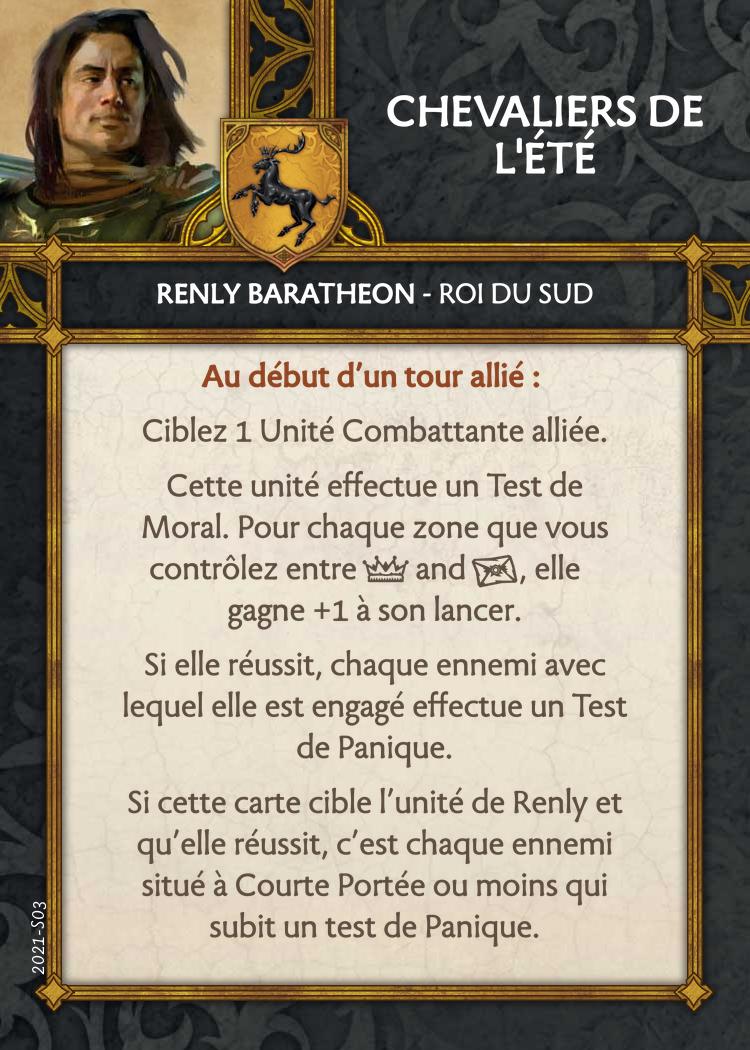 CHEVALIERS DE
L'ÉTÉ
RENLY BARATHEON - ROI DU SUD
Au début d’un tour allié :
Ciblez 1 Unité Combattante alliée.
Cette unité effectue un Test de
Moral. Pour chaque zone que vous
contrôlez entre and , elle
gagne +1 à son lancer.
Si elle réussit, chaque ennemi avec
lequel elle est engagé effectue un Test
de Panique.
Si cette carte cible l’unité de Renly et
qu’elle réussit, c’est chaque ennemi
situé à Courte Portée ou moins qui
subit un test de Panique.
2021-S03